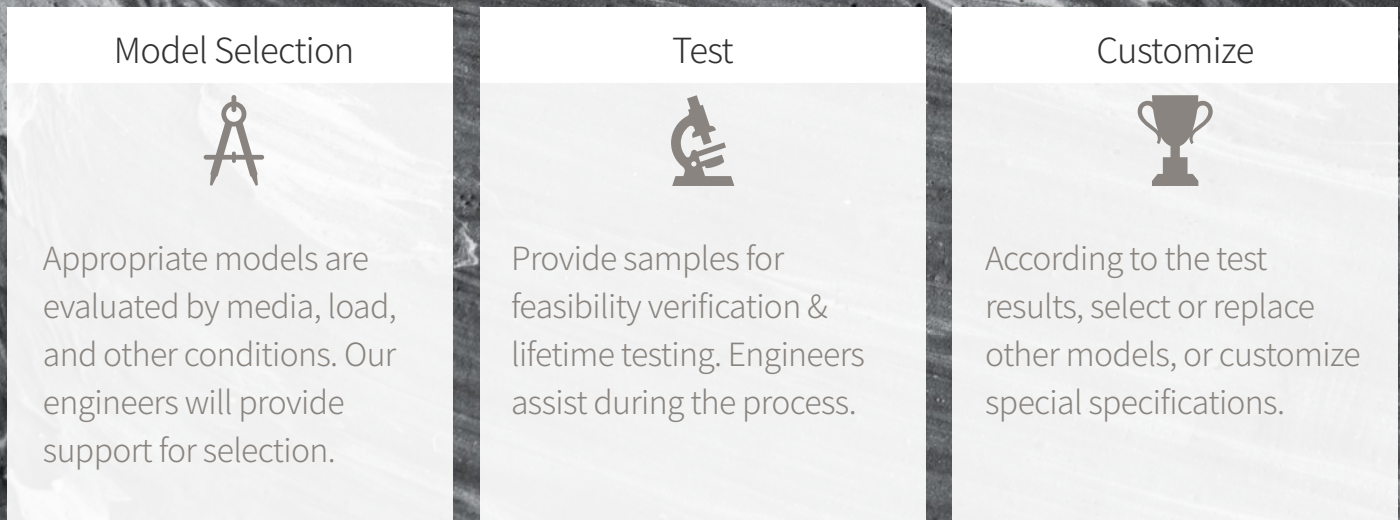 Model Selection
Appropriate models are
evaluated by media, load,
and other conditions. Our
engineers will provide
support for selection.
Test
Provide samples for
feasibility verification &
lifetime testing. Engineers
assist during the process.
Customize
According to the test
results, select or replace
other models, or customize
special specifications.